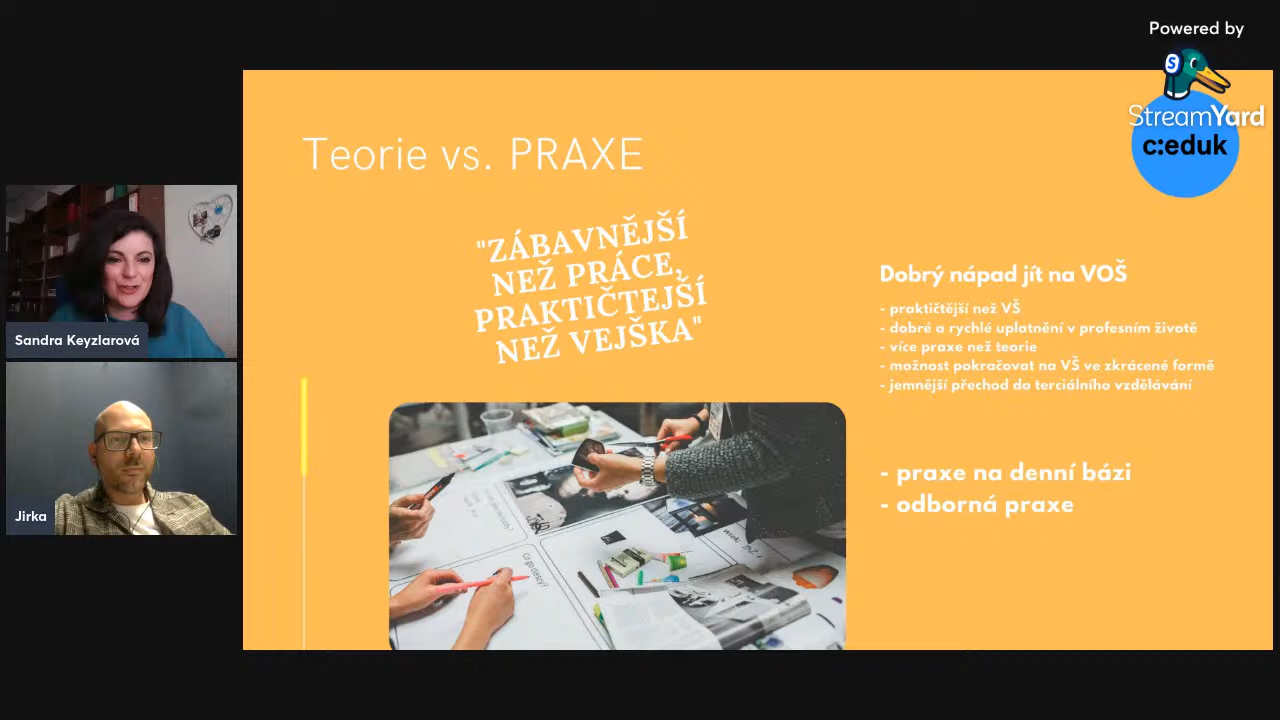 Powered by
StreamYard
c:eduk
Teorie vs. PRAXE
"ZÁBAVNĚJŠÍ
NEŽ PRÁCE,
PRAKTIČTEJŠÍ
NEŽ VEJŠKA"
Dobrý nápad jít na VOŠ
- praktičtější než VŠ
- dobré a rychlé uplatnění v profesním životě
- více praxe než teorie
- možnost pokračovat na VŠ ve zkrácené formě
- jemnější přechod do terciálního vzdělávání
- praxe na denní bázi
- odborná praxe
Sandra Keyzlarová
Jirka